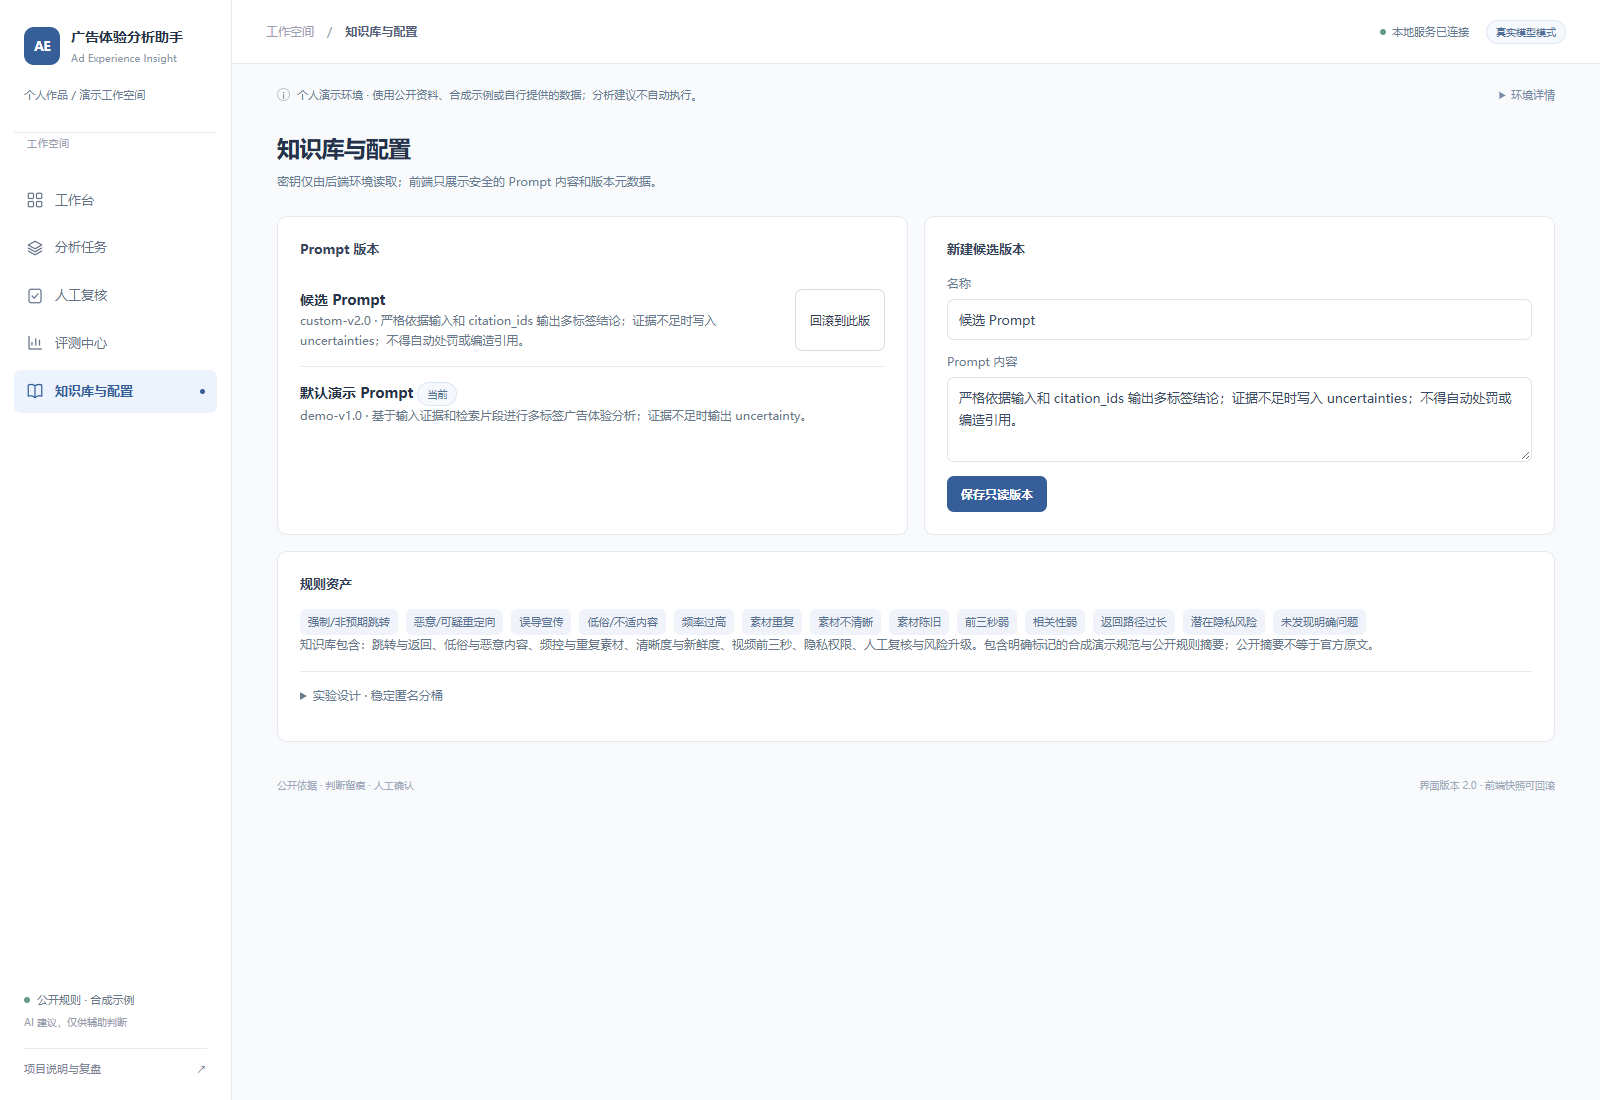 AE
广告体验分析助手
Ad Experience Insight
个人作品 / 演示工作空间
工作空间
工作台
分析任务
人工复核
评测中心
知识库与配置
公开规则 · 合成示例
AI 建议，仅供辅助判断
项目说明与复盘 ↗
工作空间 / 知识库与配置
本地服务已连接
真实模型模式
个人演示环境 · 使用公开资料、合成示例或自行提供的数据；分析建议不自动执行。
环境详情
知识库与配置
密钥仅由后端环境读取；前端只展示安全的 Prompt 内容和版本元数据。
Prompt 版本
候选 Prompt
custom-v2.0 · 严格依据输入和 citation_ids 输出多标签结论；证据不足时写入
uncertainties；不得自动处罚或编造引用。
回滚到此版
默认演示 Prompt 当前
demo-v1.0 · 基于输入证据和检索片段进行多标签广告体验分析；证据不足时输出 uncertainty。
新建候选版本
名称
候选 Prompt
Prompt 内容
严格依据输入和 citation_ids 输出多标签结论；证据不足时写入 uncertainties；不得自动处罚或
编造引用。
保存只读版本
规则资产
强制/非预期跳转 恶意/可疑重定向 误导宣传 低俗/不适内容 频率过高 素材重复 素材不清晰 素材陈旧 前三秒弱 相关性弱 返回路径过长 潜在隐私风险 未发现明确问题
知识库包含：跳转与返回、低俗与恶意内容、频控与重复素材、清晰度与新鲜度、视频前三秒、隐私权限、人工复核与风险升级。包含明确标记的合成演示规范与公开规则摘要；公开摘要不等于官方原文。
实验设计 · 稳定匿名分桶
公开依据 · 判断留痕 · 人工确认
界面版本 2.0 · 前端快照可回滚